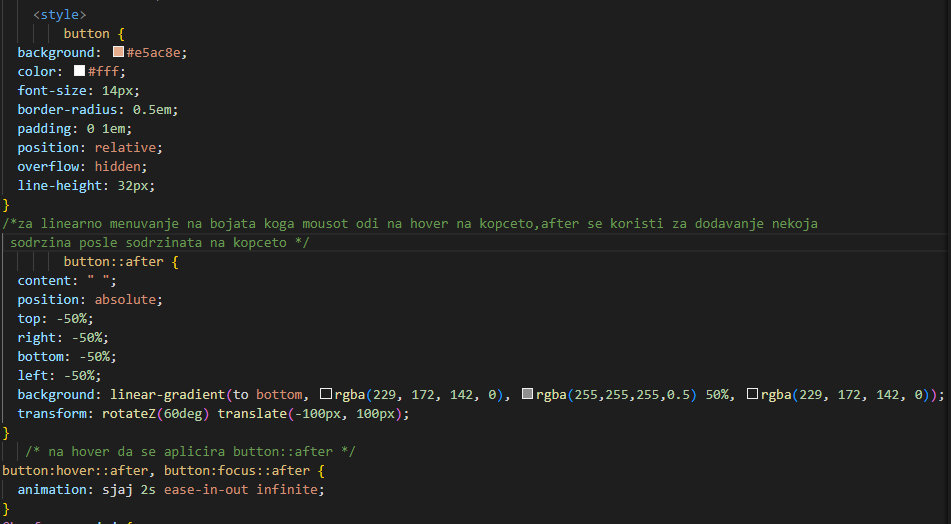 <style>
button {
background: #e5ac8e;
color: #fff;
font-size: 14px;
border-radius: 0.5em;
padding: 0 1em;
position: relative;
overflow: hidden;
line-height: 32px;
}
/*za linearno menuvanje na bojata koga mousot odi na hover na kopceto,after se koristi za dodavanje nekoja
sodrzina posle sodrzinata na kopceto */
button::after {
content: " ";
position: absolute;
top: -50%;
right: -50%;
bottom: -50%;
left: -50%;
background: linear-gradient(to bottom, rgba(229, 172, 142, 0), rgba(255,255,255,0.5) 50%, rgba(229, 172, 142, 0));
transform: rotateZ(60deg) translate(-100px, 100px);
}
/* na hover da se aplicira button::after */
button:hover::after, button:focus::after {
animation: sjaj 2s ease-in-out infinite;
}